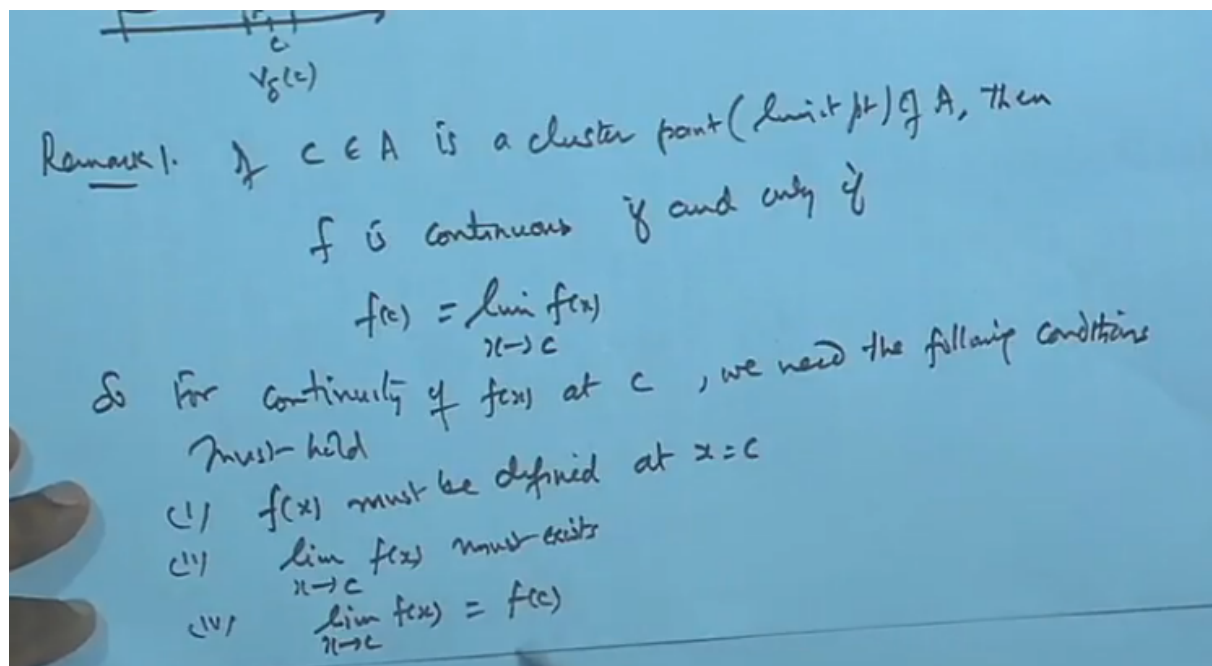 c
V_δ(c)
Remark 1. If c ∈ A is a cluster point (limit pt) of A, then
f is continuous if and only if
f(c) = lim f(x)
x→c
So For continuity of f(x) at c, we need the following conditions
must hold
(i) f(x) must be defined at x=c
(ii) lim f(x) must exists
x→c
(iv) lim f(x) = f(c)
x→c